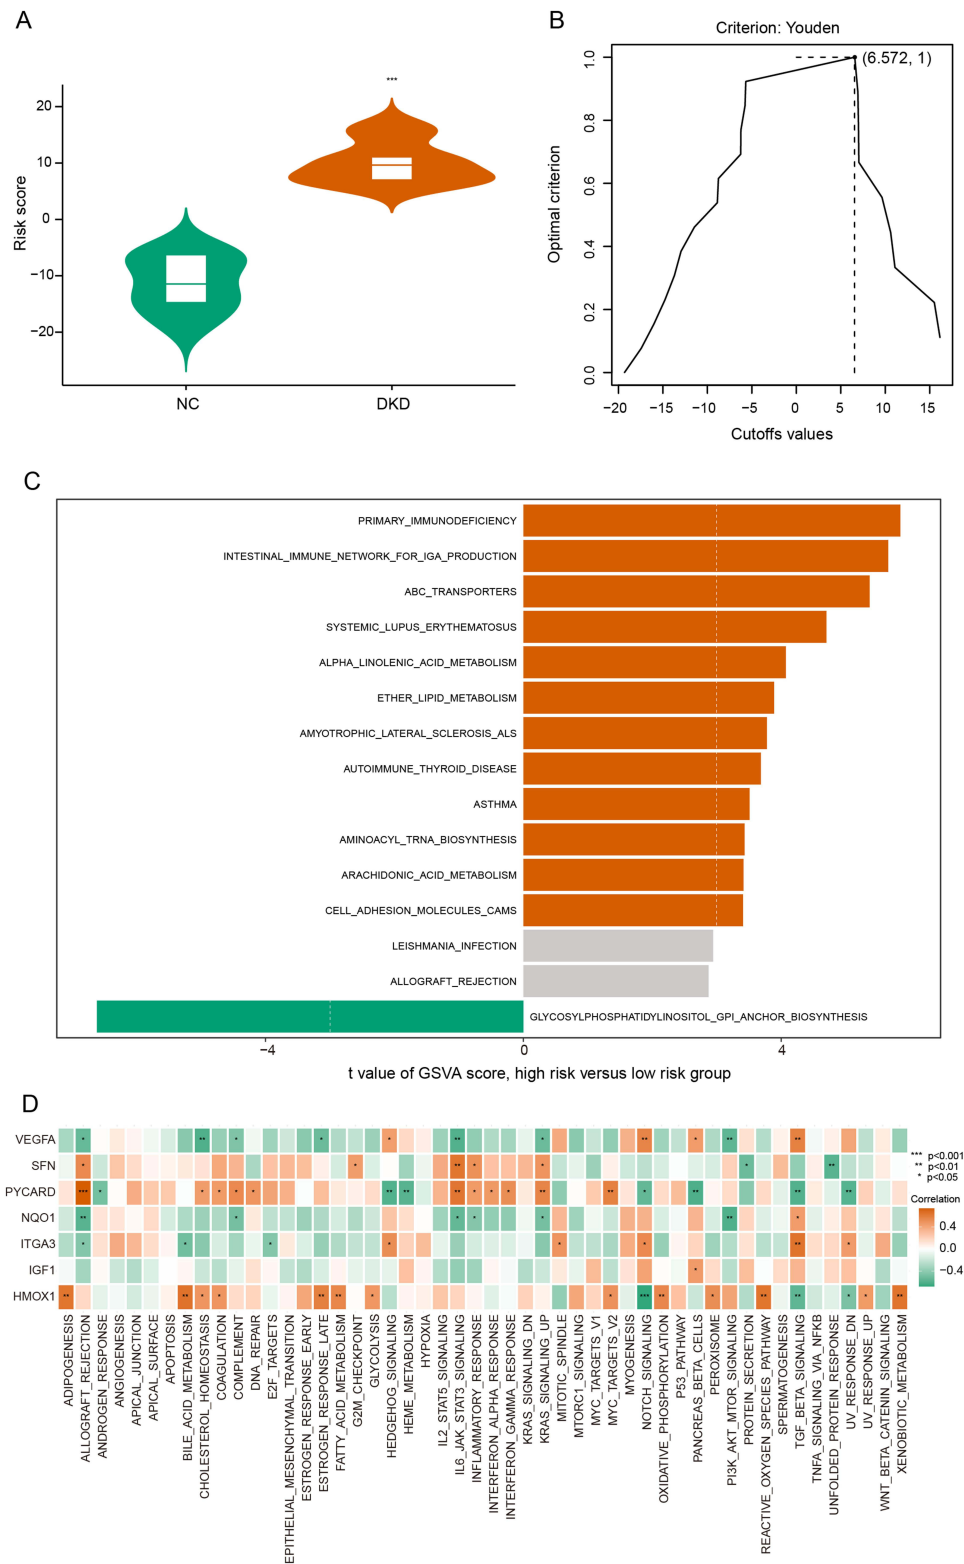 A
***
Risk score
20
10
0
−10
−20
NC
DKD
B
Criterion: Youden
(6.572, 1)
Optimal criterion
1.0
0.8
0.6
0.4
0.2
0.0
−20
−15
−10
−5
0
5
10
15
Cutoffs values
C
PRIMARY_IMMUNODEFICIENCY
INTESTINAL_IMMUNE_NETWORK_FOR_IGA_PRODUCTION
ABC_TRANSPORTERS
SYSTEMIC_LUPUS_ERYTHEMATOSUS
ALPHA_LINOLENIC_ACID_METABOLISM
ETHER_LIPID_METABOLISM
AMYOTROPHIC_LATERAL_SCLEROSIS_ALS
AUTOIMMUNE_THYROID_DISEASE
ASTHMA
AMINOACYL_TRNA_BIOSYNTHESIS
ARACHIDONIC_ACID_METABOLISM
CELL_ADHESION_MOLECULES_CAMS
LEISHMANIA_INFECTION
ALLOGRAFT_REJECTION
GLYCOSYLPHOSPHATIDYLINOSITOL_GPI_ANCHOR_BIOSYNTHESIS
−4
0
4
t value of GSVA score, high risk versus low risk group
D
VEGFA
SFN
PYCARD
NQO1
ITGA3
IGF1
HMOX1
*** p<0.001
** p<0.01
* p<0.05
Correlation
0.4
0.0
−0.4
ADIPOGENESIS
ALLOGRAFT_REJECTION
ANDROGEN_RESPONSE
ANGIOGENESIS
APICAL_JUNCTION
APICAL_SURFACE
APOPTOSIS
BILE_ACID_METABOLISM
CHOLESTEROL_HOMEOSTASIS
COAGULATION
COMPLEMENT
DNA_REPAIR
E2F_TARGETS
EPITHELIAL_MESENCHYMAL_TRANSITION
ESTROGEN_RESPONSE_EARLY
ESTROGEN_RESPONSE_LATE
FATTY_ACID_METABOLISM
G2M_CHECKPOINT
GLYCOLYSIS
HEDGEHOG_SIGNALING
HEME_METABOLISM
HYPOXIA
IL2_STAT5_SIGNALING
IL6_JAK_STAT3_SIGNALING
INFLAMMATORY_RESPONSE
INTERFERON_ALPHA_RESPONSE
INTERFERON_GAMMA_RESPONSE
KRAS_SIGNALING_DN
KRAS_SIGNALING_UP
MITOTIC_SPINDLE
MTORC1_SIGNALING
MYC_TARGETS_V1
MYC_TARGETS_V2
MYOGENESIS
NOTCH_SIGNALING
OXIDATIVE_PHOSPHORYLATION
P53_PATHWAY
PANCREAS_BETA_CELLS
PEROXISOME
PI3K_AKT_MTOR_SIGNALING
PROTEIN_SECRETION
REACTIVE_OXYGEN_SPECIES_PATHWAY
SPERMATOGENESIS
TGF_BETA_SIGNALING
TNFA_SIGNALING_VIA_NFKB
UNFOLDED_PROTEIN_RESPONSE
UV_RESPONSE_DN
UV_RESPONSE_UP
WNT_BETA_CATENIN_SIGNALING
XENOBIOTIC_METABOLISM